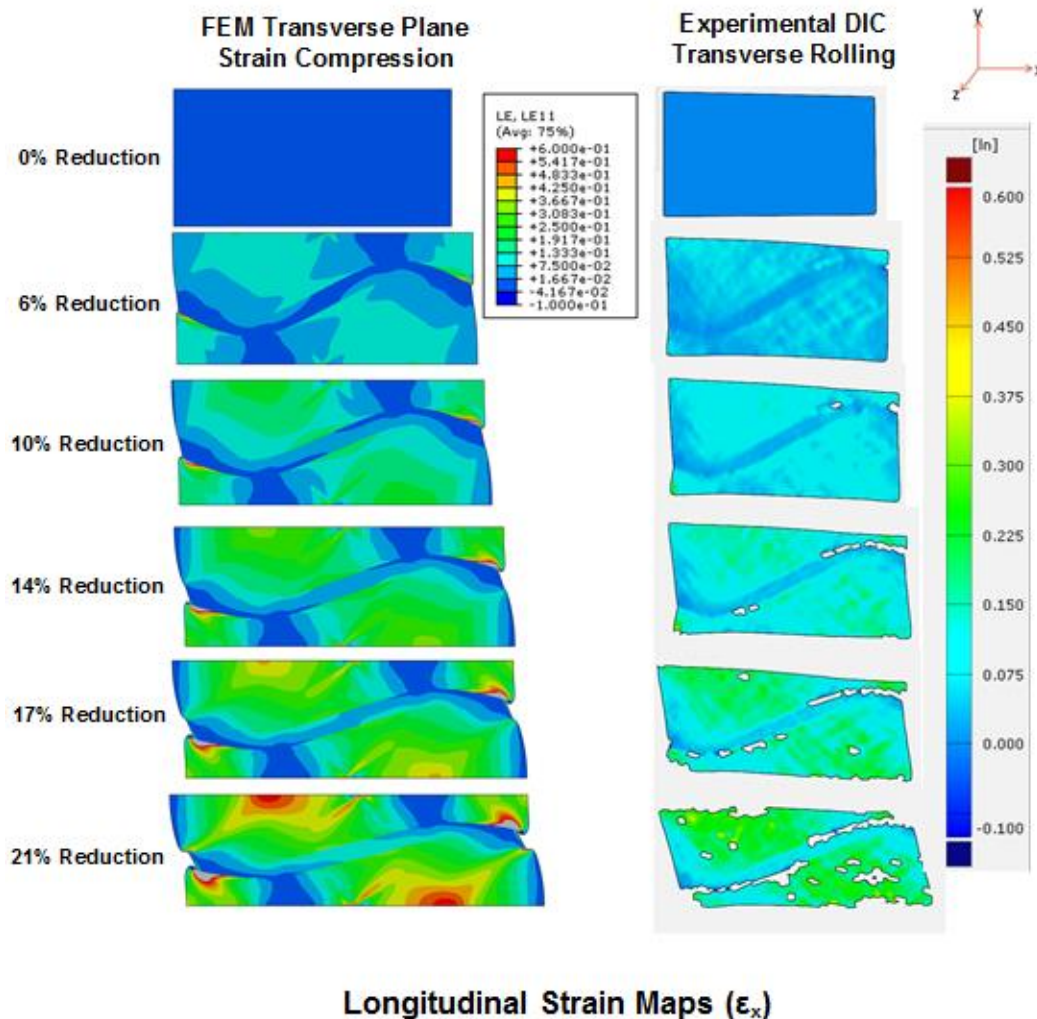 FEM Transverse Plane
Strain Compression
Experimental DIC
Transverse Rolling
y
x
z
0% Reduction
LE, LE11
(Avg: 75%)
+6.000e-01
+5.417e-01
+4.833e-01
+4.250e-01
+3.667e-01
+3.083e-01
+2.500e-01
+1.917e-01
+1.333e-01
+7.500e-02
+1.667e-02
-4.167e-02
-1.000e-01
[ln]
0.600
0.525
0.450
0.375
0.300
0.225
0.150
0.075
0.000
-0.100
6% Reduction
10% Reduction
14% Reduction
17% Reduction
21% Reduction
Longitudinal Strain Maps (εₓ)